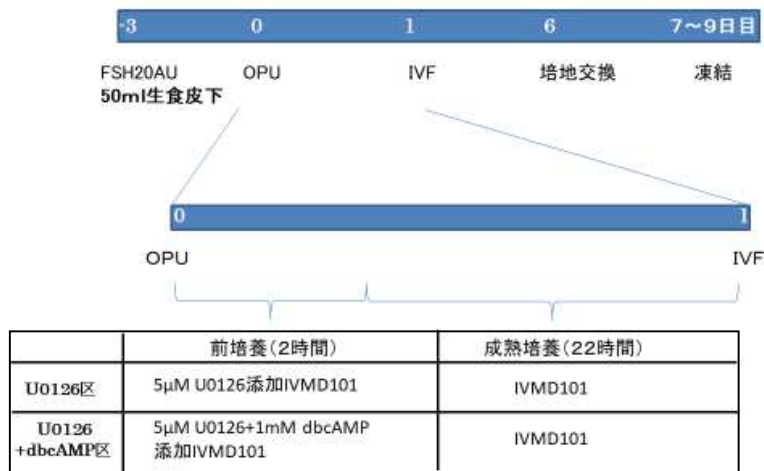 -3 0 1 6 7～9日目
FSH20AU OPU IVF 培地交換 凍結
50ml生食皮下
0 1
OPU IVF
前培養(2時間) 成熟培養(22時間)
U0126区 5μM U0126添加IVMD101 IVMD101
U0126 5μM U0126+1mM dbcAMP
+dbcAMP区 添加IVMD101 IVMD101